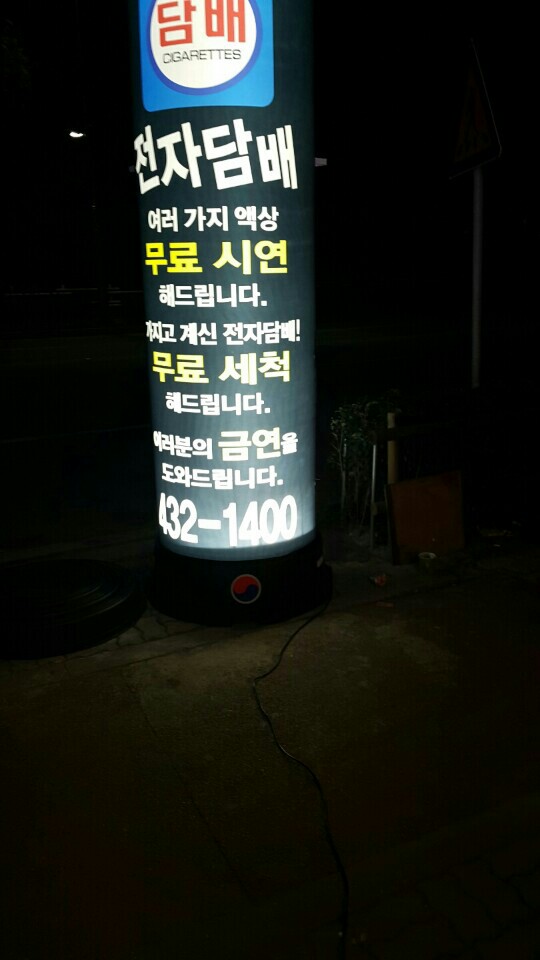 담배
CIGARETTES
전자담배
여러 가지 액상
무료 시연
해드립니다.
가지고 계신 전자담배!
무료 세척
해드립니다.
여러분의 금연을
도와드립니다.
432-1400